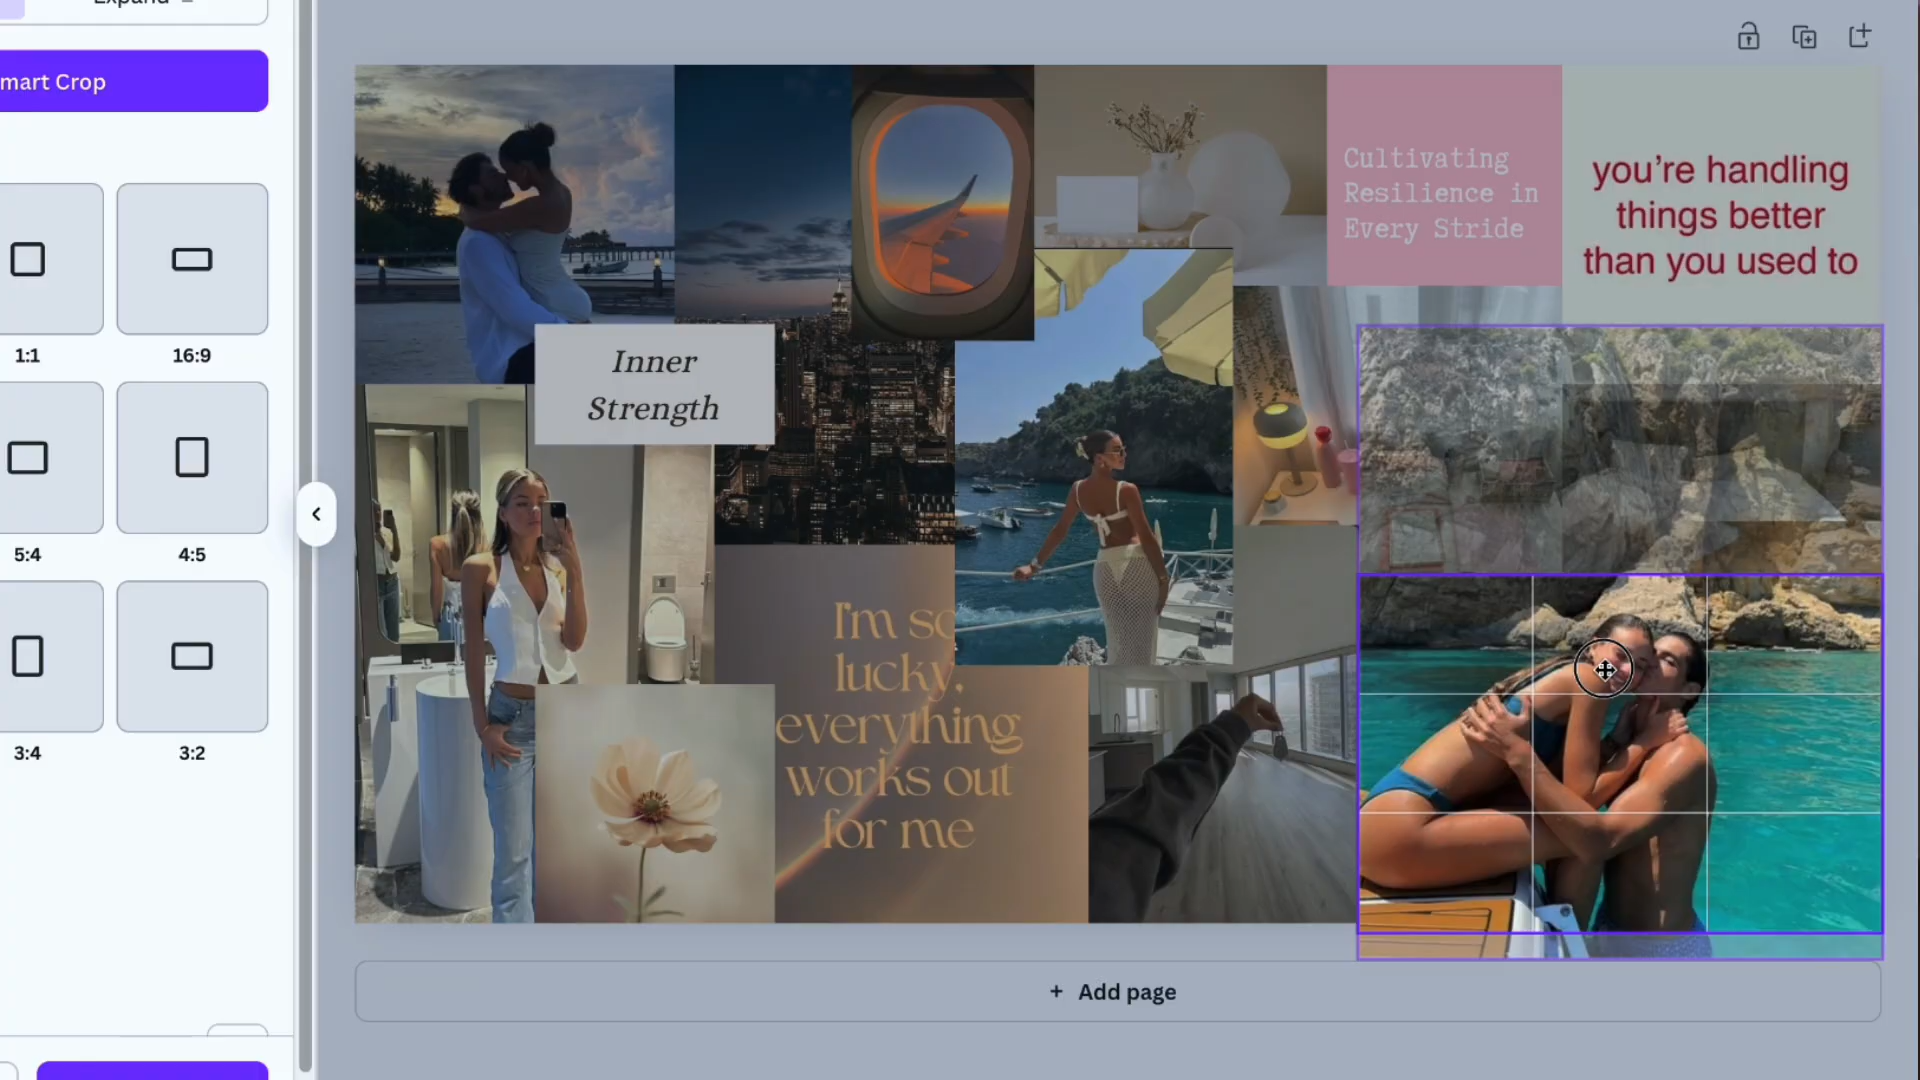 Expand
mart Crop
1:1
16:9
5:4
4:5
3:4
3:2
Cultivating
Resilience in
Every Stride
you're handling
things better
than you used to
Inner
Strength
I'm so
lucky,
everything
works out
for me
+ Add page